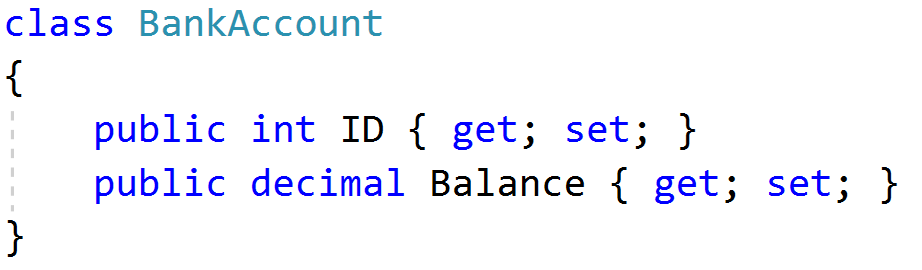 class BankAccount
{
    public int ID { get; set; }
    public decimal Balance { get; set; }
}